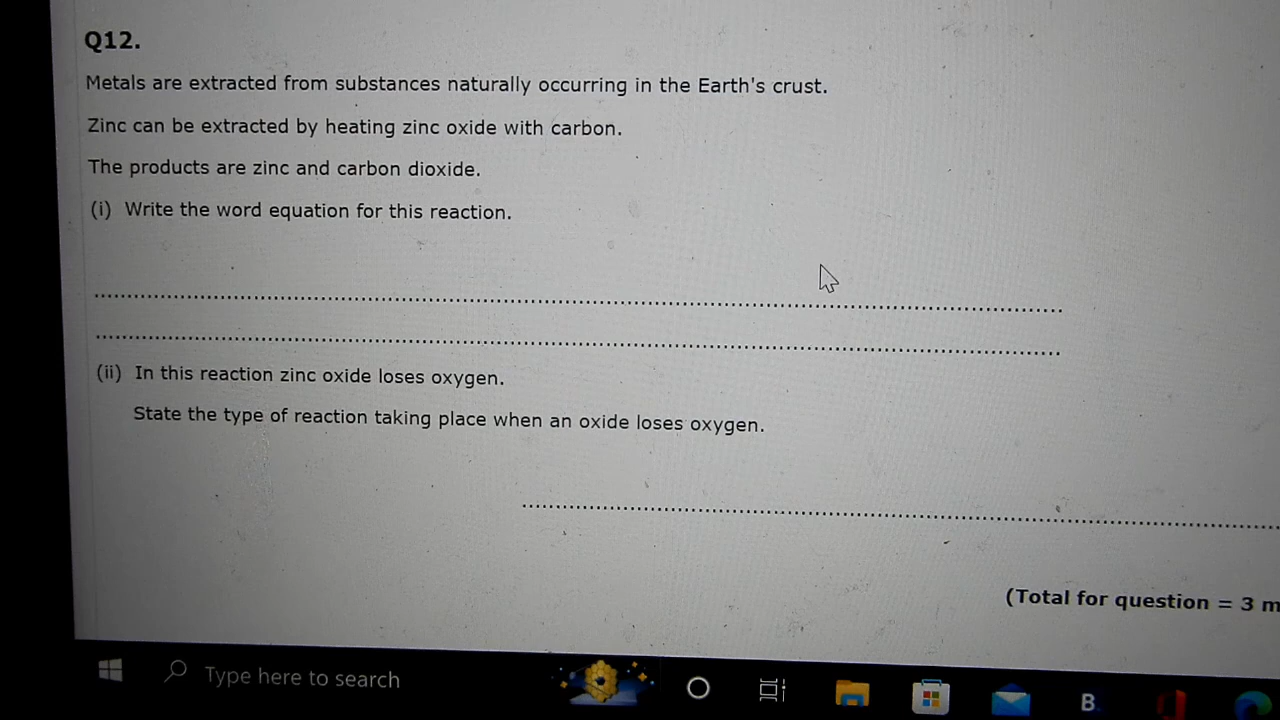 Q12.
Metals are extracted from substances naturally occurring in the Earth's crust.
Zinc can be extracted by heating zinc oxide with carbon.
The products are zinc and carbon dioxide.
(i) Write the word equation for this reaction.
(ii) In this reaction zinc oxide loses oxygen.
State the type of reaction taking place when an oxide loses oxygen.
(Total for question = 3 m
Type here to search
B